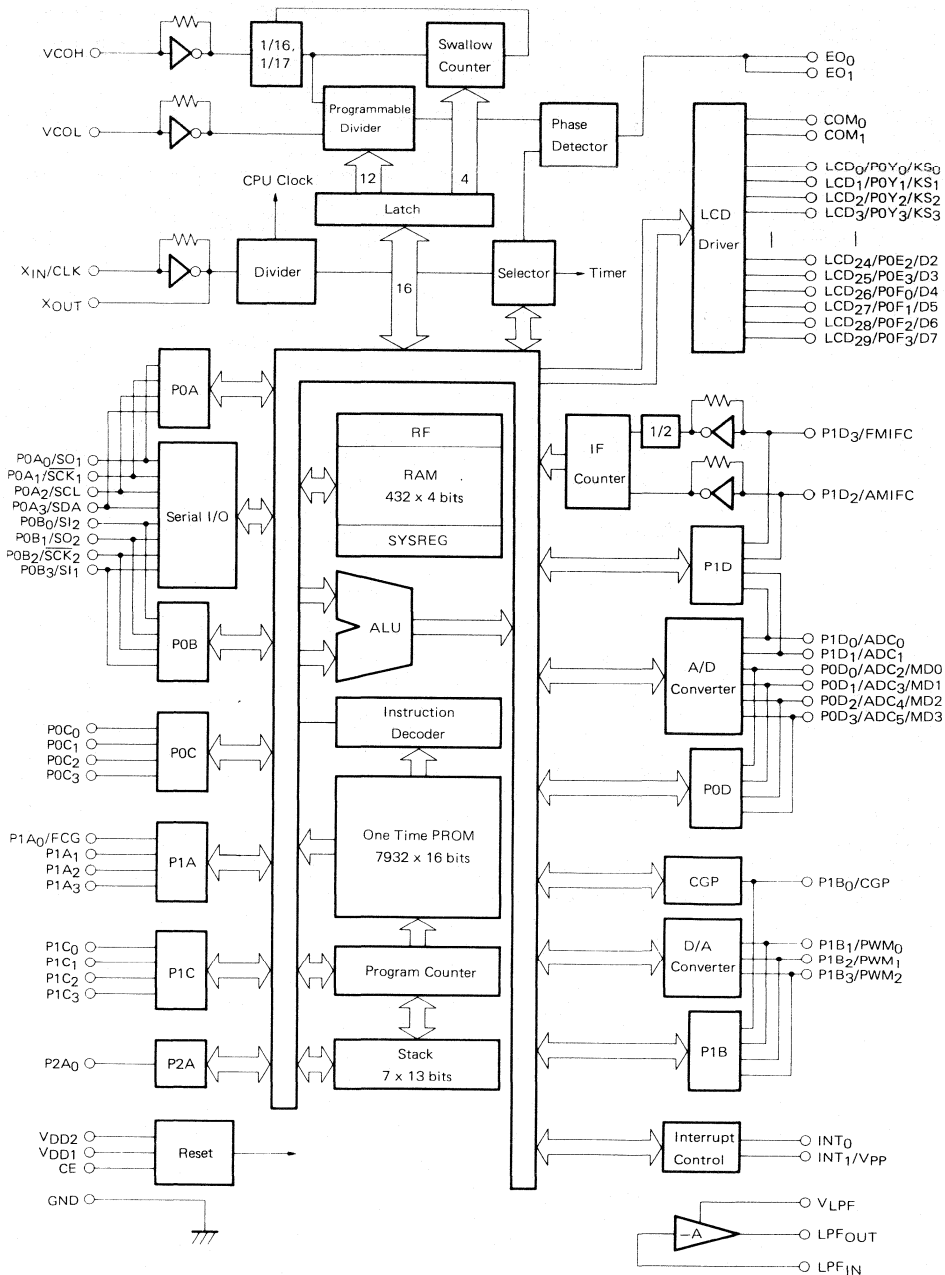 VCOH
1/16,
1/17
Swallow
Counter
EO0
EO1
VCOL
Programmable
Divider
Phase
Detector
COM0
COM1
LCD0/P0Y0/KS0
LCD1/P0Y1/KS1
LCD2/P0Y2/KS2
LCD3/P0Y3/KS3
LCD
Driver
LCD24/P0E2/D2
LCD25/P0E3/D3
LCD26/P0F0/D4
LCD27/P0F1/D5
LCD28/P0F2/D6
LCD29/P0F3/D7
CPU Clock
12
4
Latch
XIN/CLK
XOUT
Divider
16
Selector
Timer
P0A
P0A0/SO1
P0A1/S̅C̅K̅1
P0A2/SCL
P0A3/SDA
P0B0/SI2
P0B1/SO2
P0B2/S̅C̅K̅2
P0B3/SI1
Serial I/O
P0B
RF
RAM
432 x 4 bits
SYSREG
ALU
IF
Counter
1/2
P1D3/FMIFC
P1D2/AMIFC
P1D
A/D
Converter
P1D0/ADC0
P1D1/ADC1
P0D0/ADC2/MD0
P0D1/ADC3/MD1
P0D2/ADC4/MD2
P0D3/ADC5/MD3
P0D
Instruction
Decoder
P0C0
P0C1
P0C2
P0C3
P0C
One Time PROM
7932 x 16 bits
P1A0/FCG
P1A1
P1A2
P1A3
P1A
CGP
P1B0/CGP
D/A
Converter
P1B1/PWM0
P1B2/PWM1
P1B3/PWM2
P1C0
P1C1
P1C2
P1C3
P1C
Program Counter
P1B
P2A0
P2A
Stack
7 x 13 bits
VDD2
VDD1
CE
Reset
GND
Interrupt
Control
INT0
INT1/VPP
VLPF
–A
LPFOUT
LPFIN